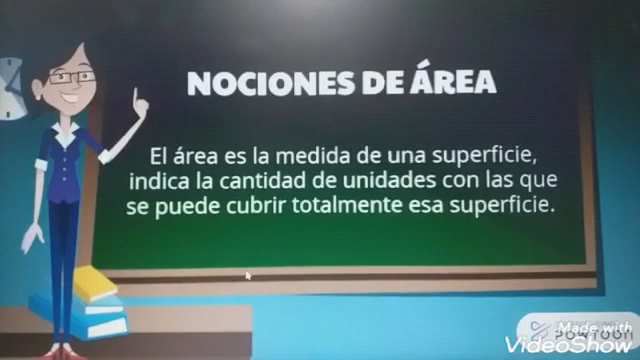 NOCIONES DE ÁREA
El área es la medida de una superficie,
indica la cantidad de unidades con las que
se puede cubrir totalmente esa superficie.
Made with
POWTOON
VideoShow